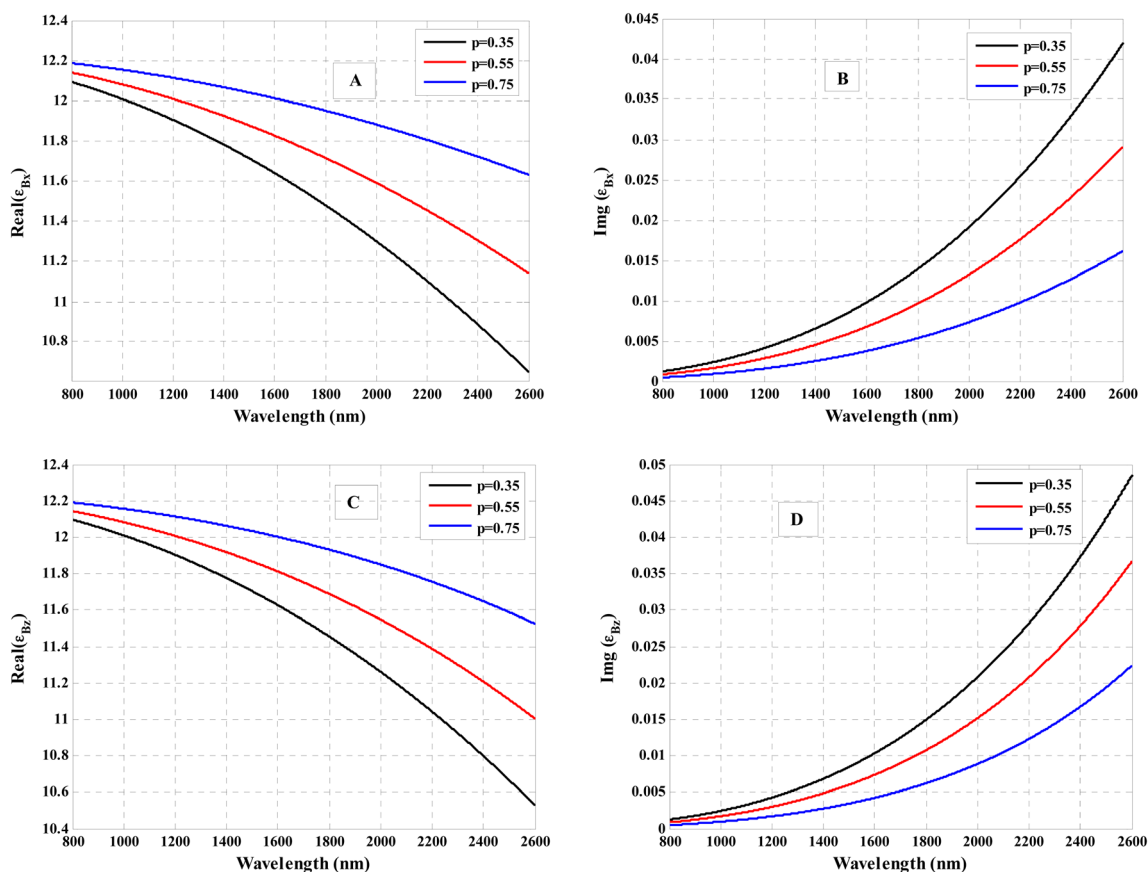 12.4
12.2
12
11.8
11.6
11.4
11.2
11
10.8
800 1000 1200 1400 1600 1800 2000 2200 2400 2600
Wavelength (nm)
Real(ε_Bx)
A
p=0.35
p=0.55
p=0.75
0.045
0.04
0.035
0.03
0.025
0.02
0.015
0.01
0.005
0
800 1000 1200 1400 1600 1800 2000 2200 2400 2600
Wavelength (nm)
Img (ε_Bx)
B
p=0.35
p=0.55
p=0.75
12.4
12.2
12
11.8
11.6
11.4
11.2
11
10.8
10.6
10.4
800 1000 1200 1400 1600 1800 2000 2200 2400 2600
Wavelength (nm)
Real(ε_Bz)
C
p=0.35
p=0.55
p=0.75
0.05
0.045
0.04
0.035
0.03
0.025
0.02
0.015
0.01
0.005
0
800 1000 1200 1400 1600 1800 2000 2200 2400 2600
Wavelength (nm)
Img (ε_Bz)
D
p=0.35
p=0.55
p=0.75